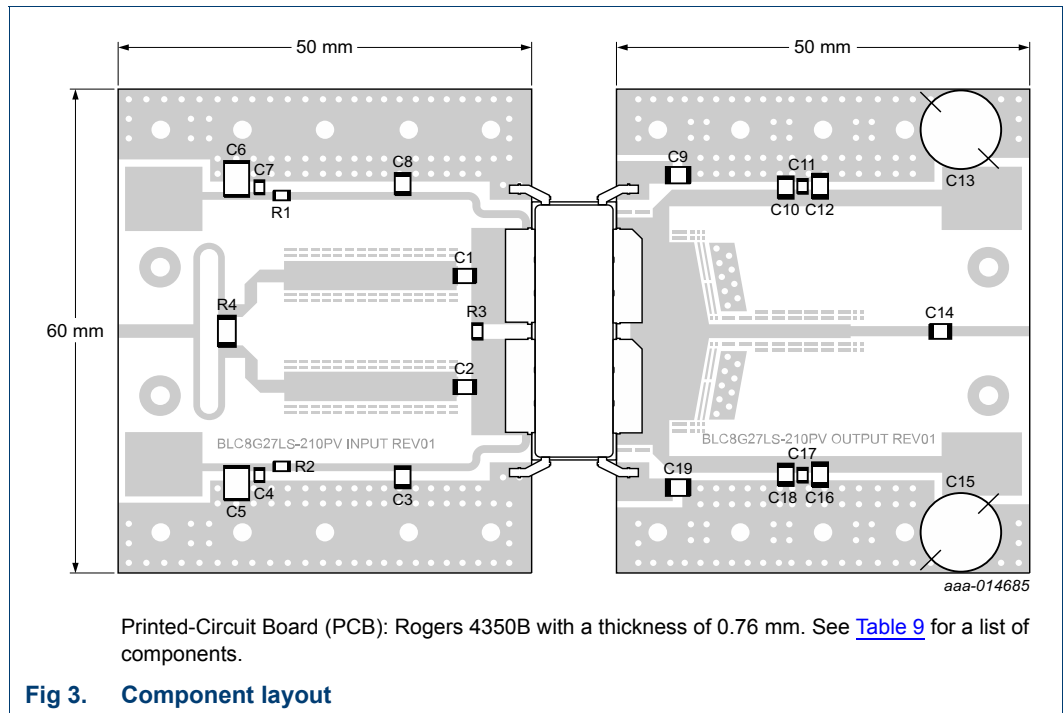 50 mm
50 mm
60 mm
C6
C7
R1
C8
C1
R4
R3
C2
BLC8G27LS-210PV INPUT REV01
R2
C4
C5
C3
C9
C11
C10
C12
C13
C14
BLC8G27LS-210PV OUTPUT REV01
C17
C19
C18
C16
C15
aaa-014685
Printed-Circuit Board (PCB): Rogers 4350B with a thickness of 0.76 mm. See Table 9 for a list of
components.
Fig 3. Component layout